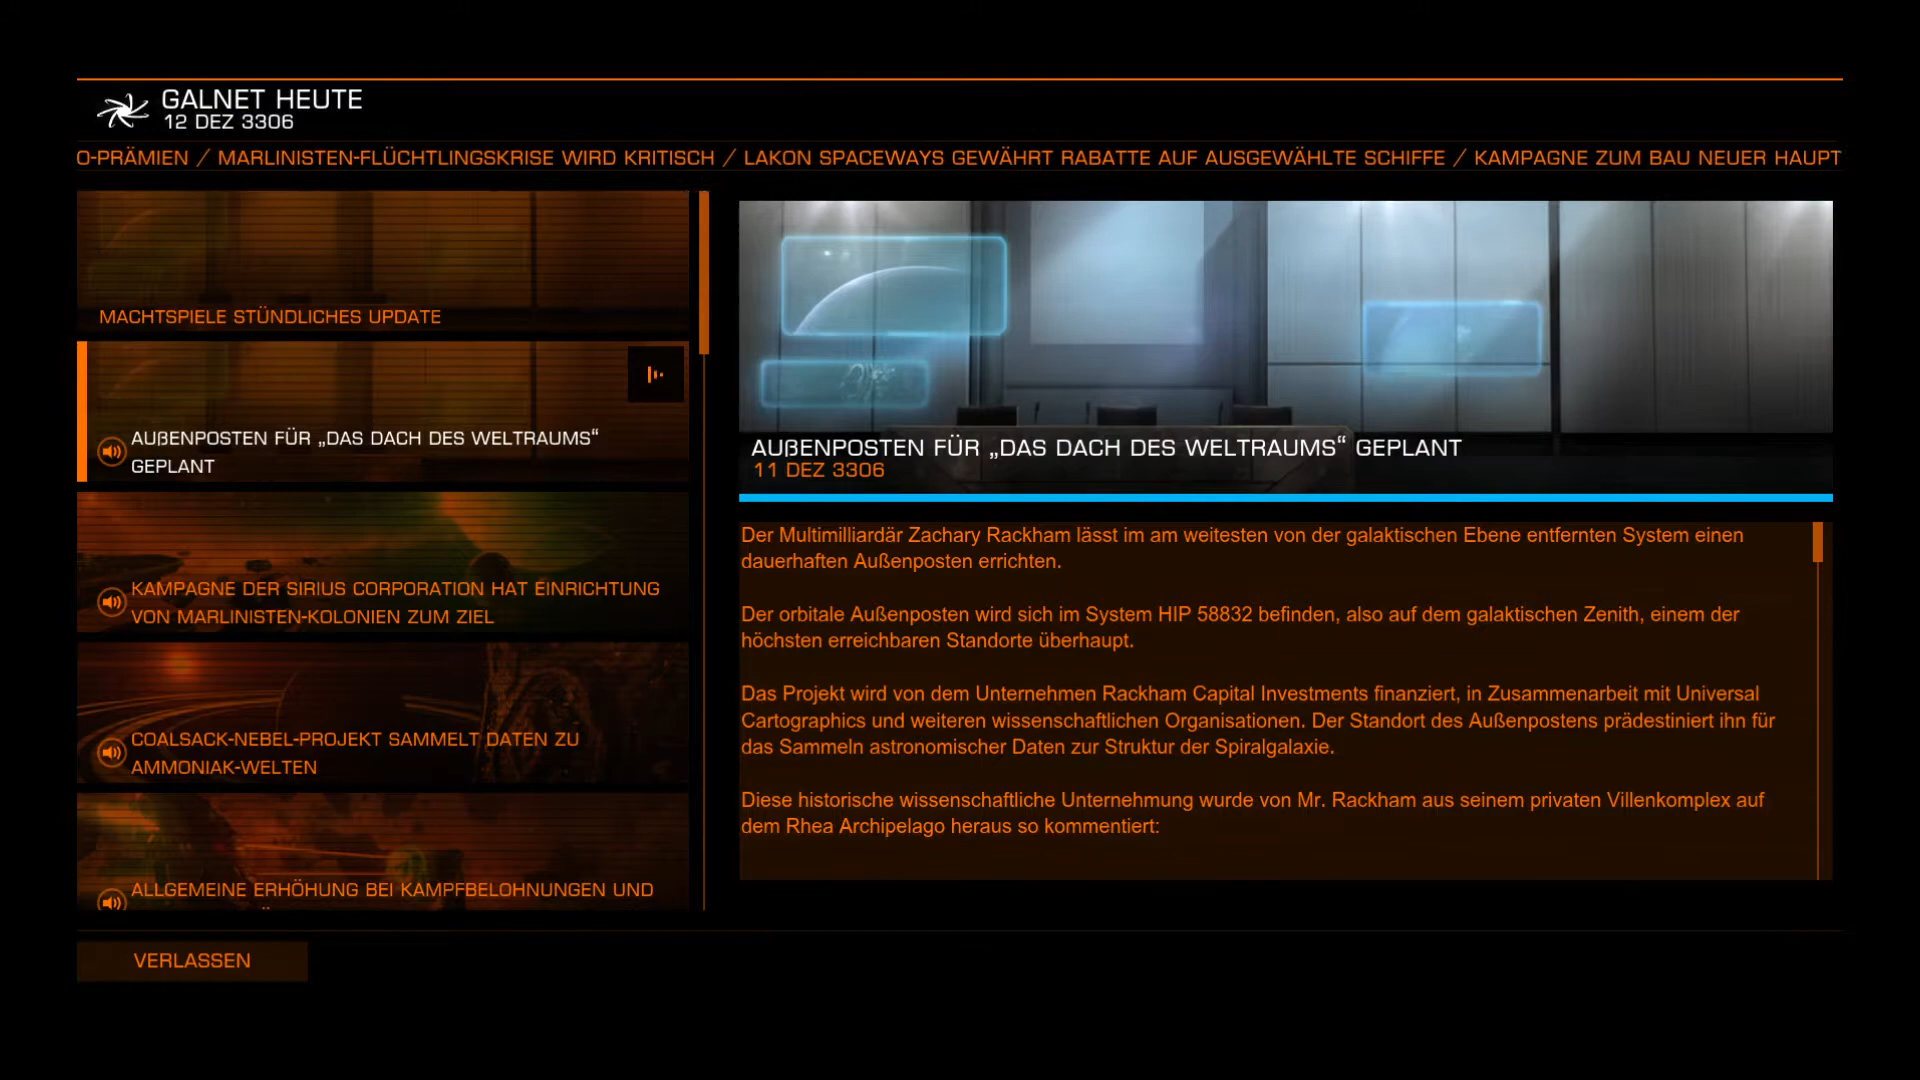 GALNET HEUTE
12 DEZ 3306
O-PRÄMIEN / MARLINISTEN-FLÜCHTLINGSKRISE WIRD KRITISCH / LAKON SPACEWAYS GEWÄHRT RABATTE AUF AUSGEWÄHLTE SCHIFFE / KAMPAGNE ZUM BAU NEUER HAUPT
MACHTSPIELE STÜNDLICHES UPDATE
AUßENPOSTEN FÜR „DAS DACH DES WELTRAUMS“
GEPLANT
KAMPAGNE DER SIRIUS CORPORATION HAT EINRICHTUNG
VON MARLINISTEN-KOLONIEN ZUM ZIEL
COALSACK-NEBEL-PROJEKT SAMMELT DATEN ZU
AMMONIAK-WELTEN
ALLGEMEINE ERHÖHUNG BEI KAMPFBELOHNUNGEN UND
AUßENPOSTEN FÜR „DAS DACH DES WELTRAUMS“ GEPLANT
11 DEZ 3306
Der Multimilliardär Zachary Rackham lässt im am weitesten von der galaktischen Ebene entfernten System einen
dauerhaften Außenposten errichten.
Der orbitale Außenposten wird sich im System HIP 58832 befinden, also auf dem galaktischen Zenith, einem der
höchsten erreichbaren Standorte überhaupt.
Das Projekt wird von dem Unternehmen Rackham Capital Investments finanziert, in Zusammenarbeit mit Universal
Cartographics und weiteren wissenschaftlichen Organisationen. Der Standort des Außenpostens prädestiniert ihn für
das Sammeln astronomischer Daten zur Struktur der Spiralgalaxie.
Diese historische wissenschaftliche Unternehmung wurde von Mr. Rackham aus seinem privaten Villenkomplex auf
dem Rhea Archipelago heraus so kommentiert:
VERLASSEN